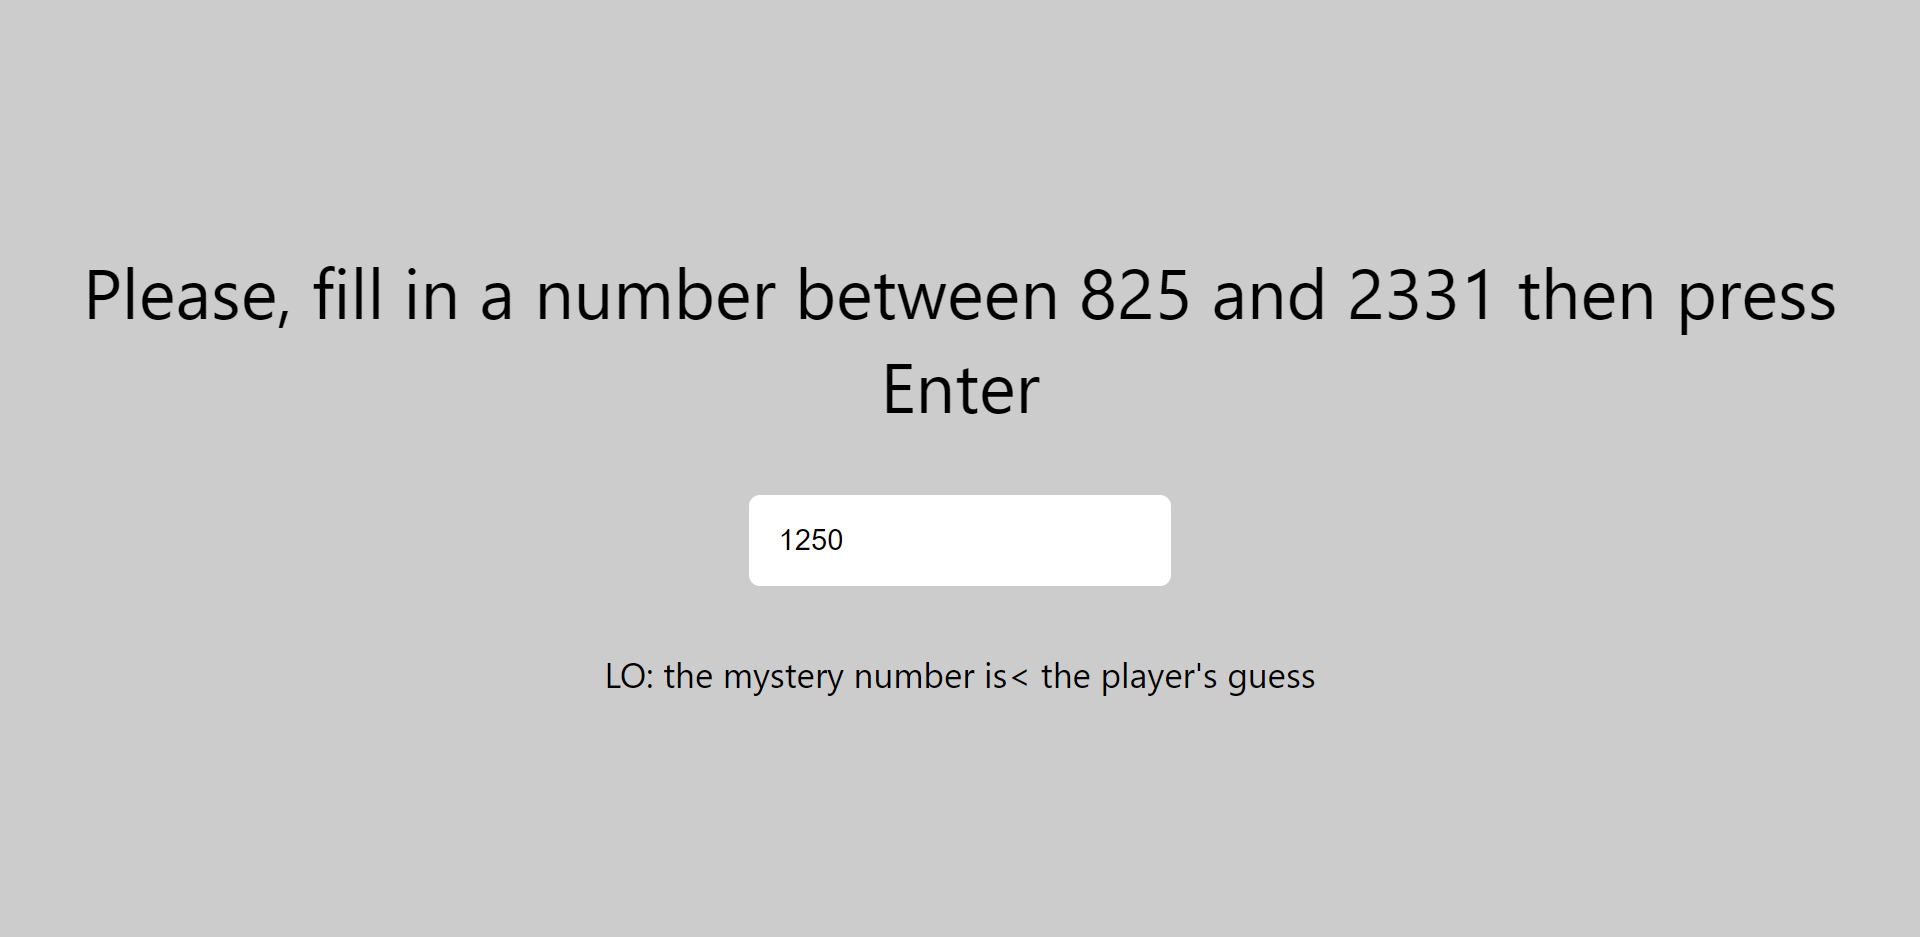 Please, fill in a number between 825 and 2331 then press
Enter
1250
LO: the mystery number is< the player's guess